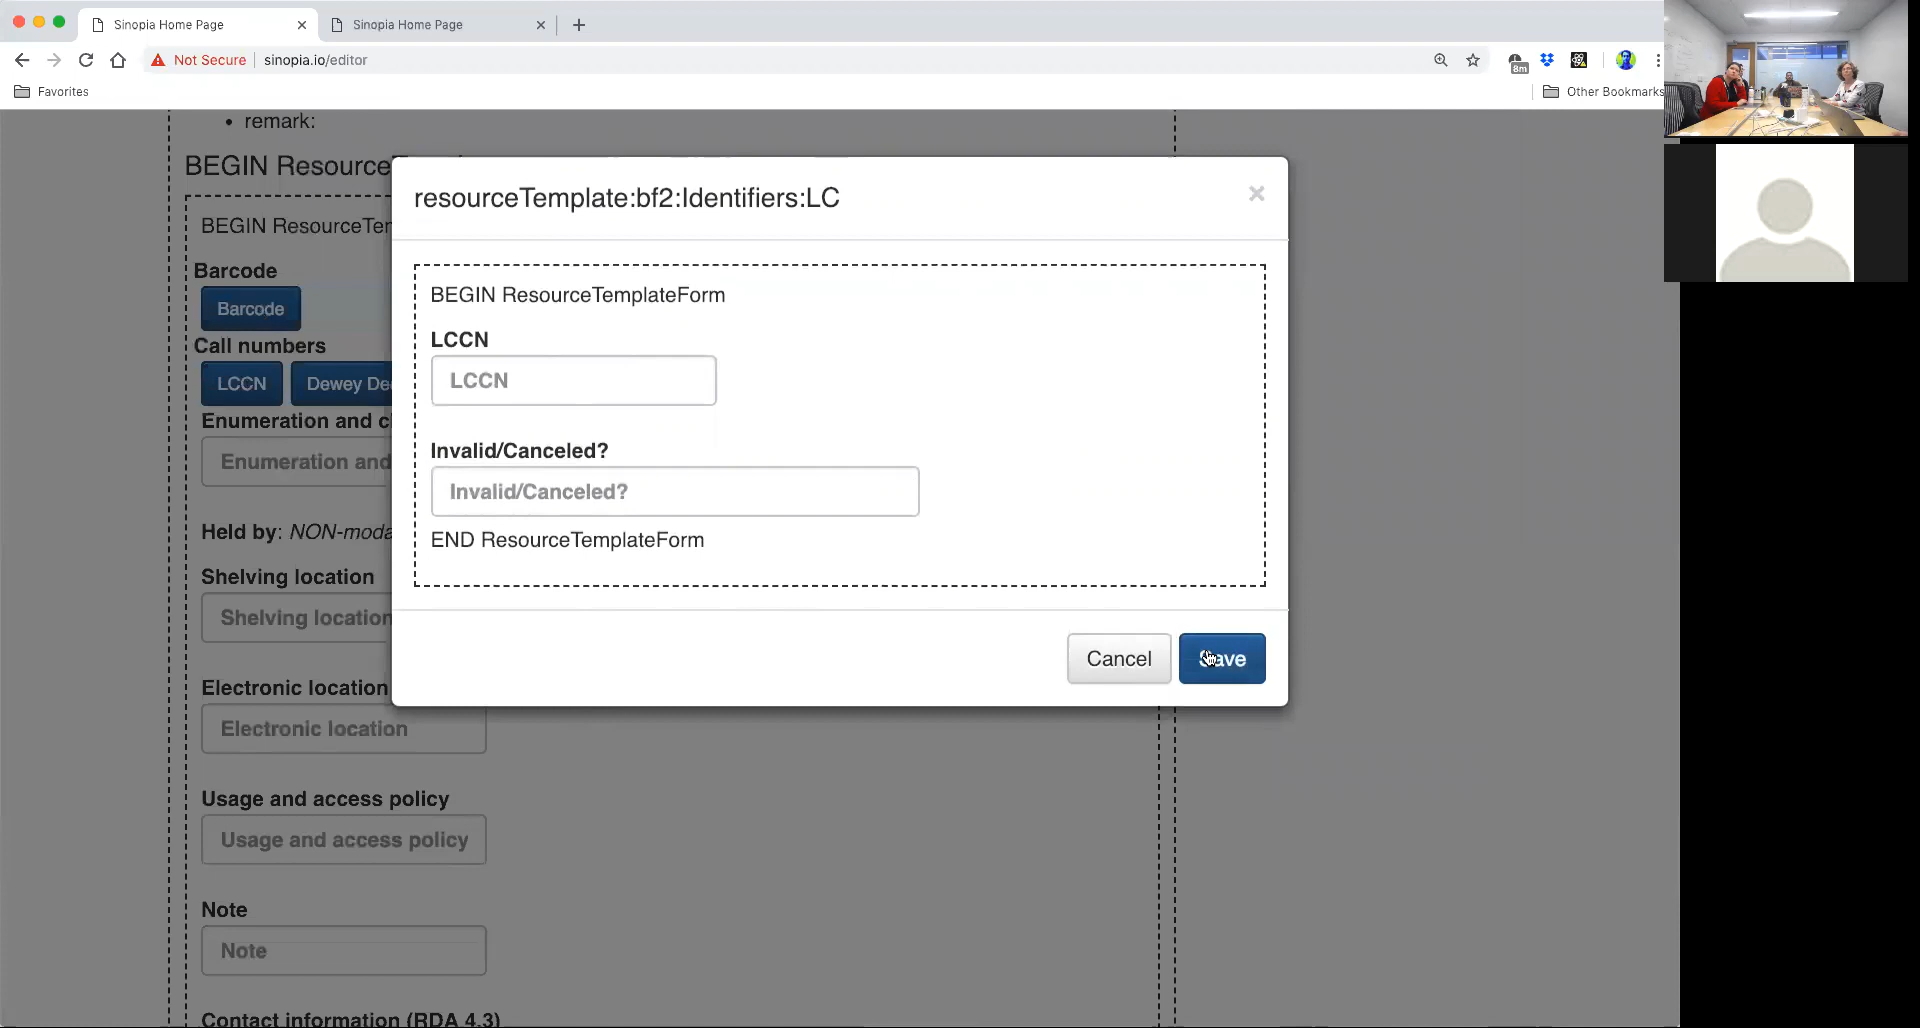 Sinopia Home Page
Sinopia Home Page
Not Secure
sinopia.io/editor
8m
Favorites
Other Bookmarks
remark:
BEGIN Resource
BEGIN ResourceTer
Barcode
Barcode
Call numbers
LCCN
Dewey De
Enumeration and c
Enumeration and
Held by: NON-moda
Shelving location
Shelving location
Electronic location
Electronic location
Usage and access policy
Usage and access policy
Note
Note
Contact information (RDA 4.3)
resourceTemplate:bf2:Identifiers:LC
BEGIN ResourceTemplateForm
LCCN
LCCN
Invalid/Canceled?
Invalid/Canceled?
END ResourceTemplateForm
Cancel
Save